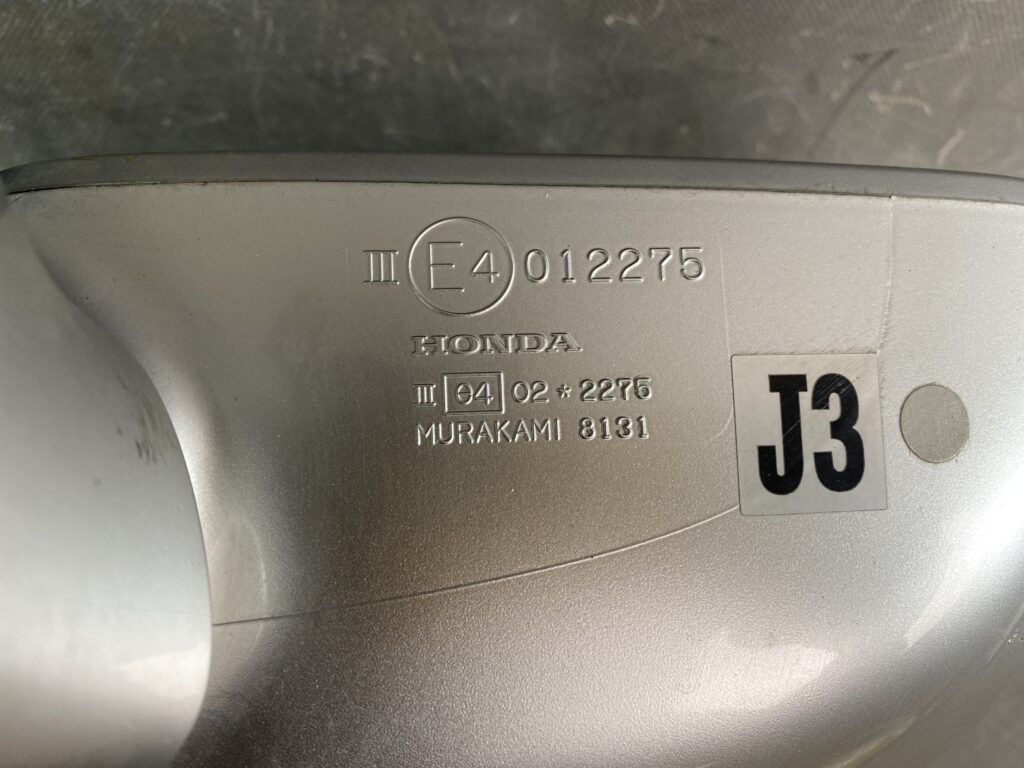 III E4 012275
HONDA
III e4 02 * 2275
MURAKAMI 8131
J3